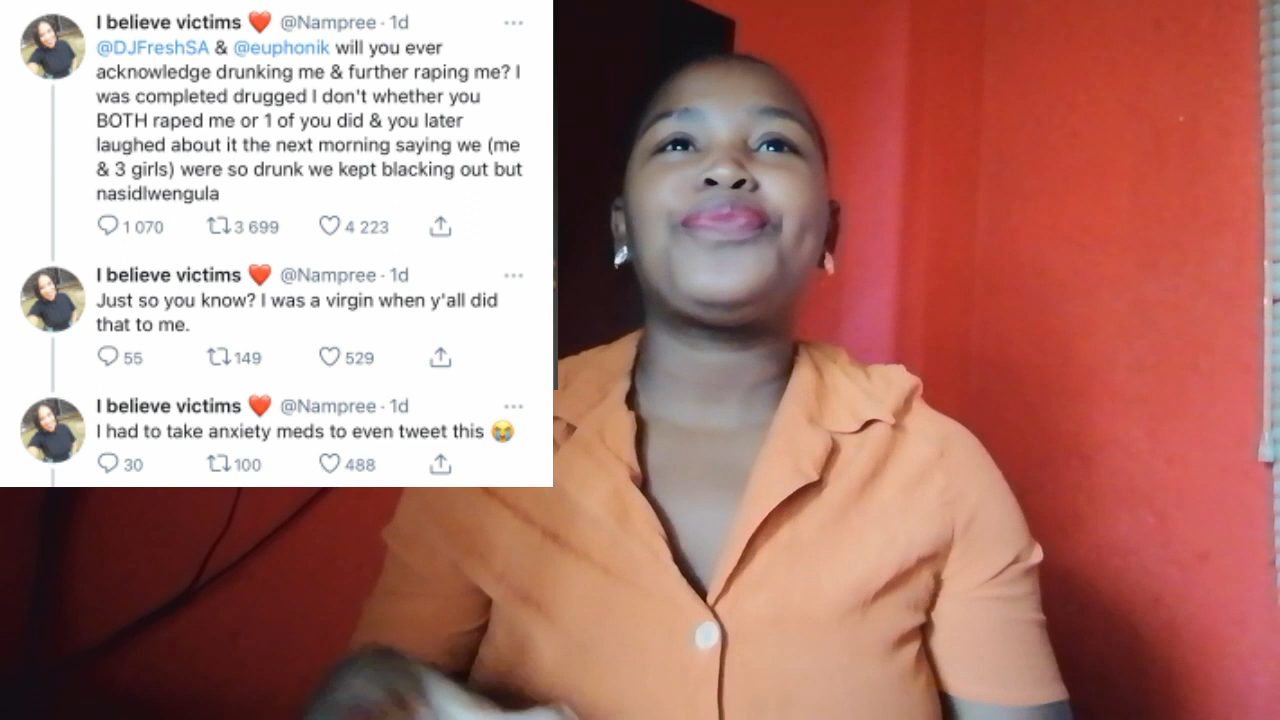 I believe victims ❤️ @Nampree · 1d
@DJFreshSA & @euphonik will you ever
acknowledge drunking me & further raping me? I
was completed drugged I don't whether you
BOTH raped me or 1 of you did & you later
laughed about it the next morning saying we (me
& 3 girls) were so drunk we kept blacking out but
nasidlwengula
1 070 3 699 4 223
I believe victims ❤️ @Nampree · 1d
Just so you know? I was a virgin when y'all did
that to me.
55 149 529
I believe victims ❤️ @Nampree · 1d
I had to take anxiety meds to even tweet this 😭
30 100 488